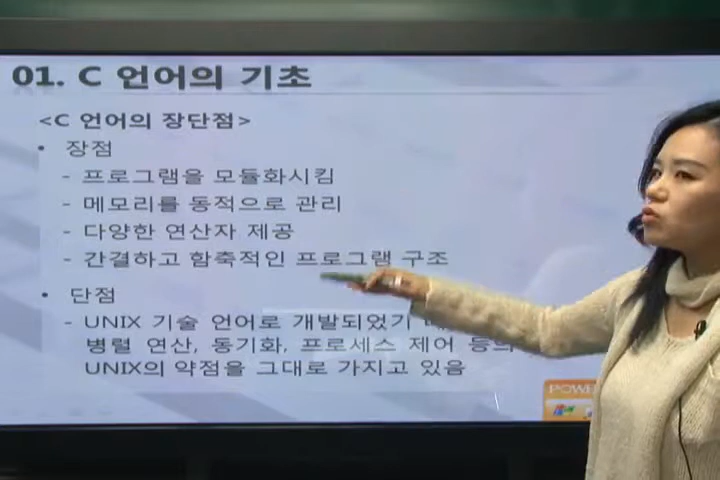 01. C 언어의 기초
<C 언어의 장단점>
• 장점
- 프로그램을 모듈화시킴
- 메모리를 동적으로 관리
- 다양한 연산자 제공
- 간결하고 함축적인 프로그램 구조
• 단점
- UNIX 기술 언어로 개발되었기
병렬 연산, 동기화, 프로세스 제어 등의
UNIX의 약점을 그대로 가지고 있음